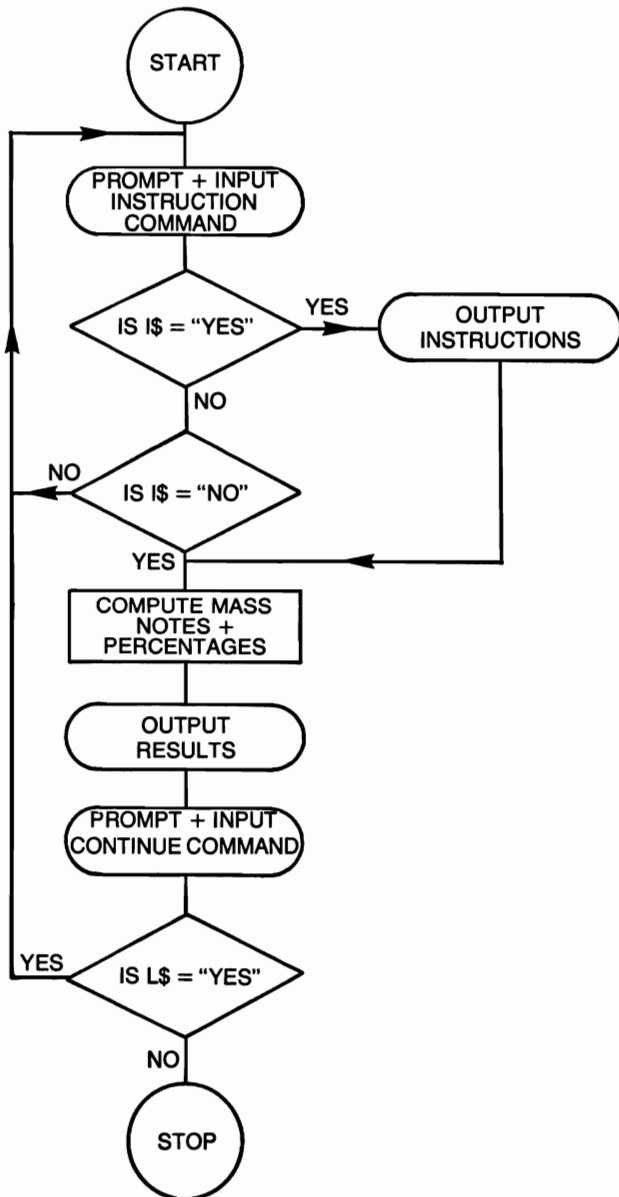 START
PROMPT + INPUT
INSTRUCTION
COMMAND
IS I$ = “YES”
YES
OUTPUT
INSTRUCTIONS
NO
IS I$ = “NO”
NO
YES
COMPUTE MASS
NOTES +
PERCENTAGES
OUTPUT
RESULTS
PROMPT + INPUT
CONTINUE COMMAND
IS L$ = “YES”
YES
NO
STOP